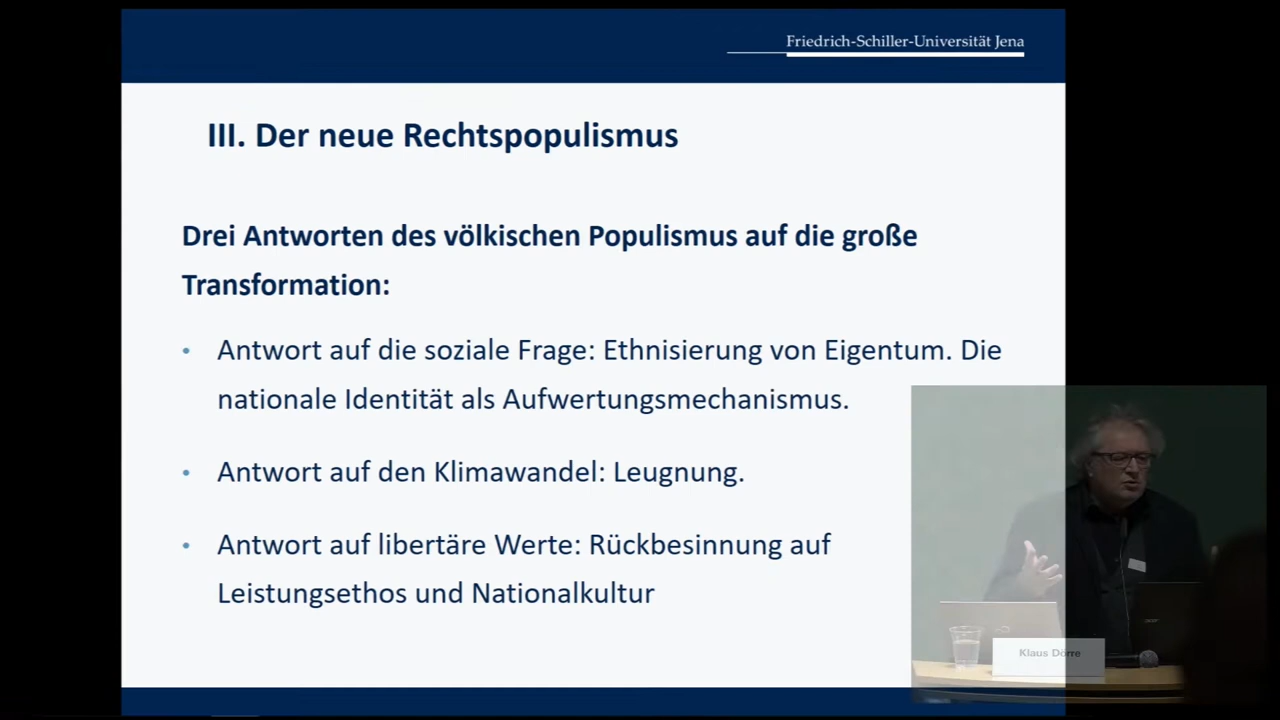 Friedrich-Schiller-Universität Jena
III. Der neue Rechtspopulismus
Drei Antworten des völkischen Populismus auf die große
Transformation:
• Antwort auf die soziale Frage: Ethnisierung von Eigentum. Die
nationale Identität als Aufwertungsmechanismus.
• Antwort auf den Klimawandel: Leugnung.
• Antwort auf libertäre Werte: Rückbesinnung auf
Leistungsethos und Nationalkultur
Klaus Dörre